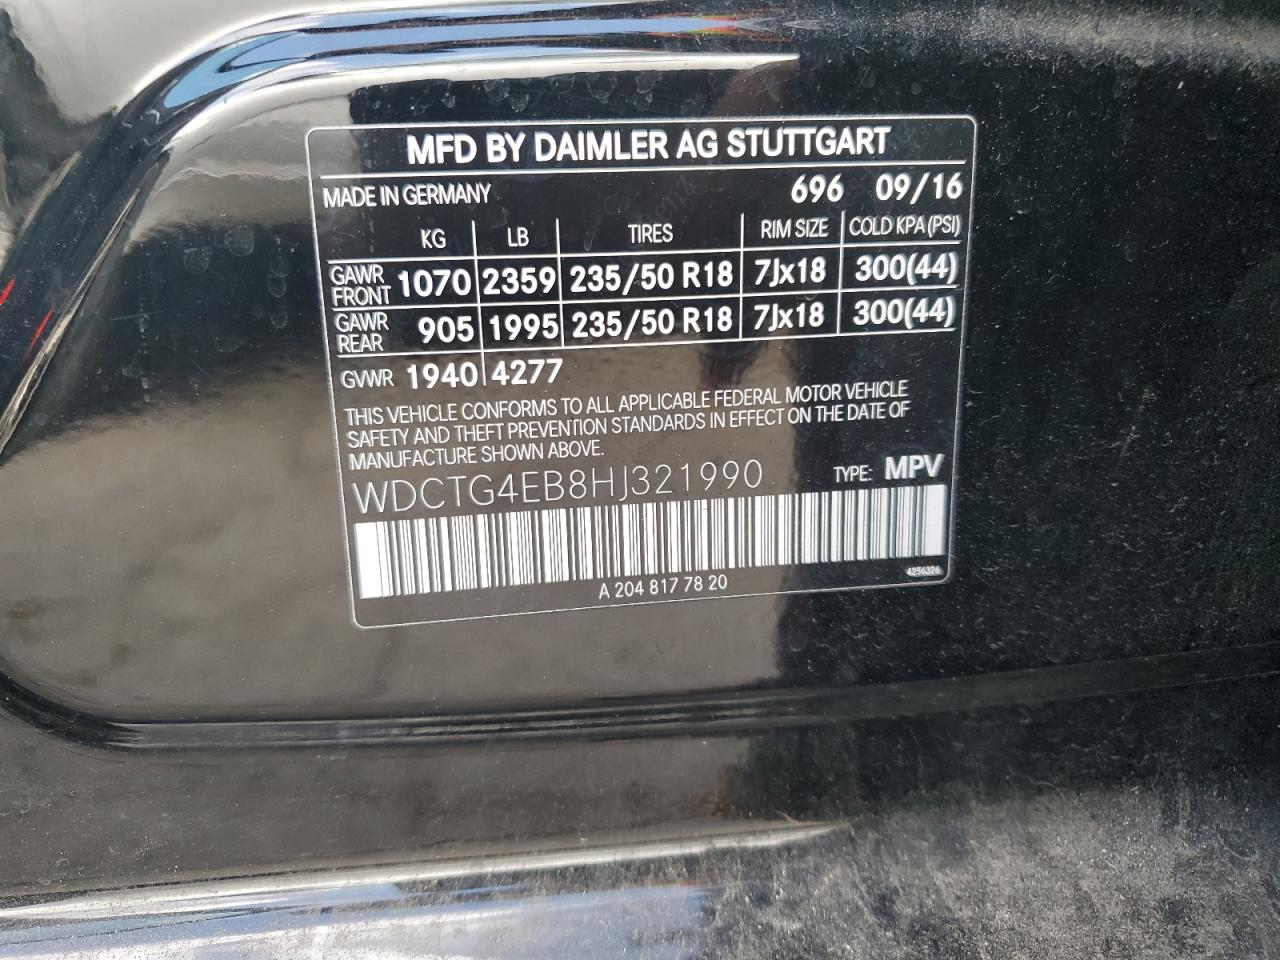 MFD BY DAIMLER AG STUTTGART
MADE IN GERMANY 696 09/16
KG LB TIRES RIM SIZE COLD KPA (PSI)
GAWR FRONT 1070 2359 235/50 R18 7Jx18 300(44)
GAWR REAR 905 1995 235/50 R18 7Jx18 300(44)
GVWR 1940 4277
THIS VEHICLE CONFORMS TO ALL APPLICABLE FEDERAL MOTOR VEHICLE
SAFETY AND THEFT PREVENTION STANDARDS IN EFFECT ON THE DATE OF
MANUFACTURE SHOWN ABOVE.
WDCTG4EB8HJ321990 TYPE: MPV
A 204 817 78 20 4256326